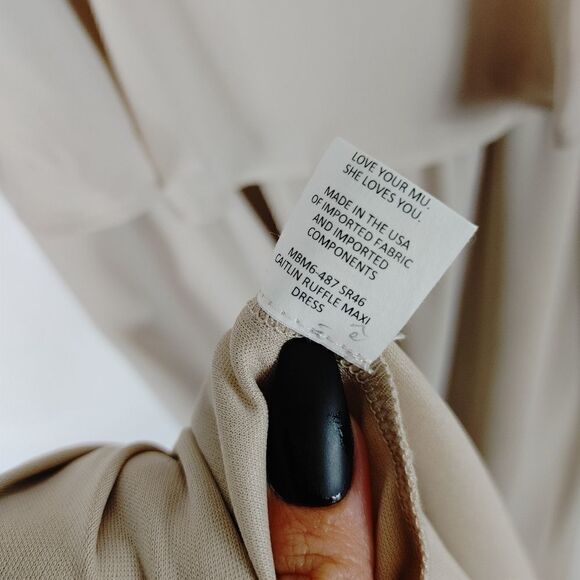 LOVE YOUR MU.
SHE LOVES YOU.
MADE IN THE USA
OF IMPORTED FABRIC
AND IMPORTED
COMPONENTS
MBM6-487 SR46
CAITLIN RUFFLE MAXI
DRESS